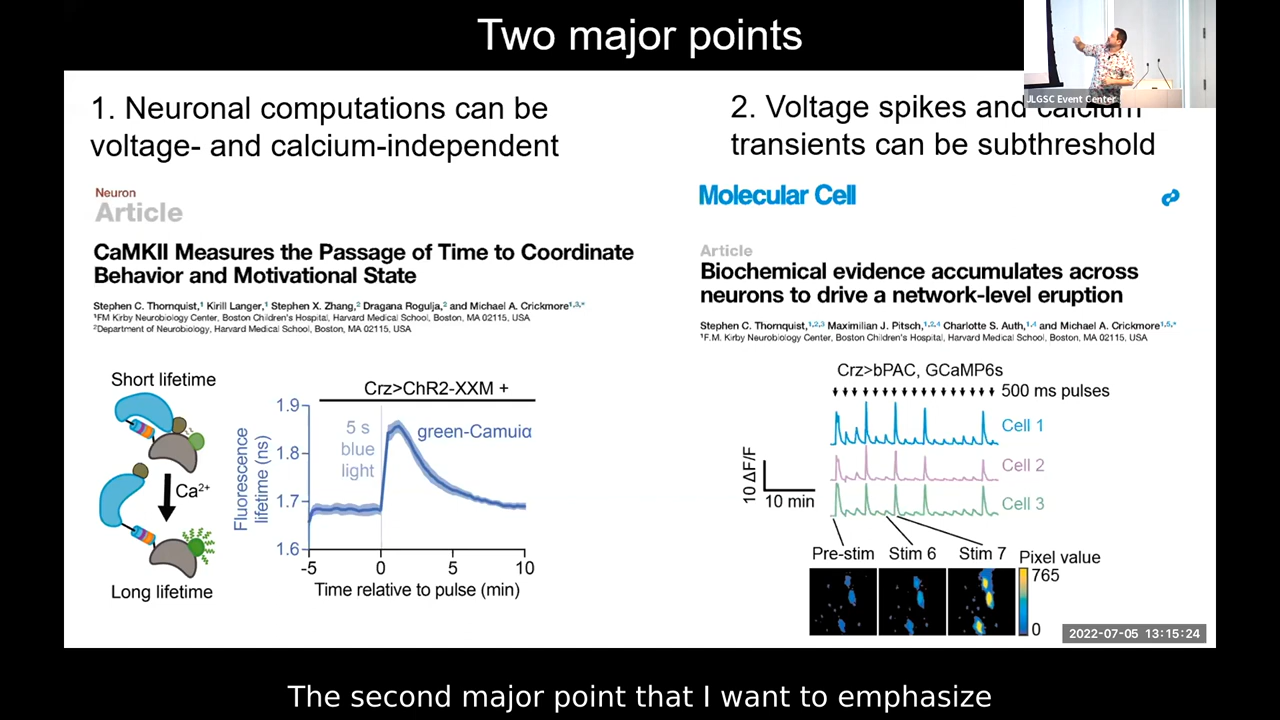 Two major points
JLGSC Event Center
1. Neuronal computations can be
voltage- and calcium-independent
2. Voltage spikes and calcium
transients can be subthreshold
Neuron
Article
CaMKII Measures the Passage of Time to Coordinate
Behavior and Motivational State
Stephen C. Thornquist,¹ Kirill Langer,¹ Stephen X. Zhang,² Dragana Rogulja,² and Michael A. Crickmore¹,³,*
¹FM Kirby Neurobiology Center, Boston Children's Hospital, Harvard Medical School, Boston, MA 02115, USA
²Department of Neurobiology, Harvard Medical School, Boston, MA 02115, USA
Molecular Cell
Article
Biochemical evidence accumulates across
neurons to drive a network-level eruption
Stephen C. Thornquist,¹,²,³ Maximilian J. Pitsch,¹,²,⁴ Charlotte S. Auth,¹,⁴ and Michael A. Crickmore¹,⁵,*
¹F.M. Kirby Neurobiology Center, Boston Children's Hospital, Harvard Medical School, Boston, MA 02115, USA
Short lifetime
Ca²⁺
Long lifetime
Crz>ChR2-XXM +
5 s
blue
light
green-Camuiα
Fluorescence
lifetime (ns)
1.9
1.8
1.7
1.6
-5 0 5 10
Time relative to pulse (min)
Crz>bPAC, GCaMP6s
500 ms pulses
Cell 1
Cell 2
Cell 3
10 ΔF/F
10 min
Pre-stim Stim 6 Stim 7
Pixel value
765
0
2022-07-05 13:15:24
The second major point that I want to emphasize